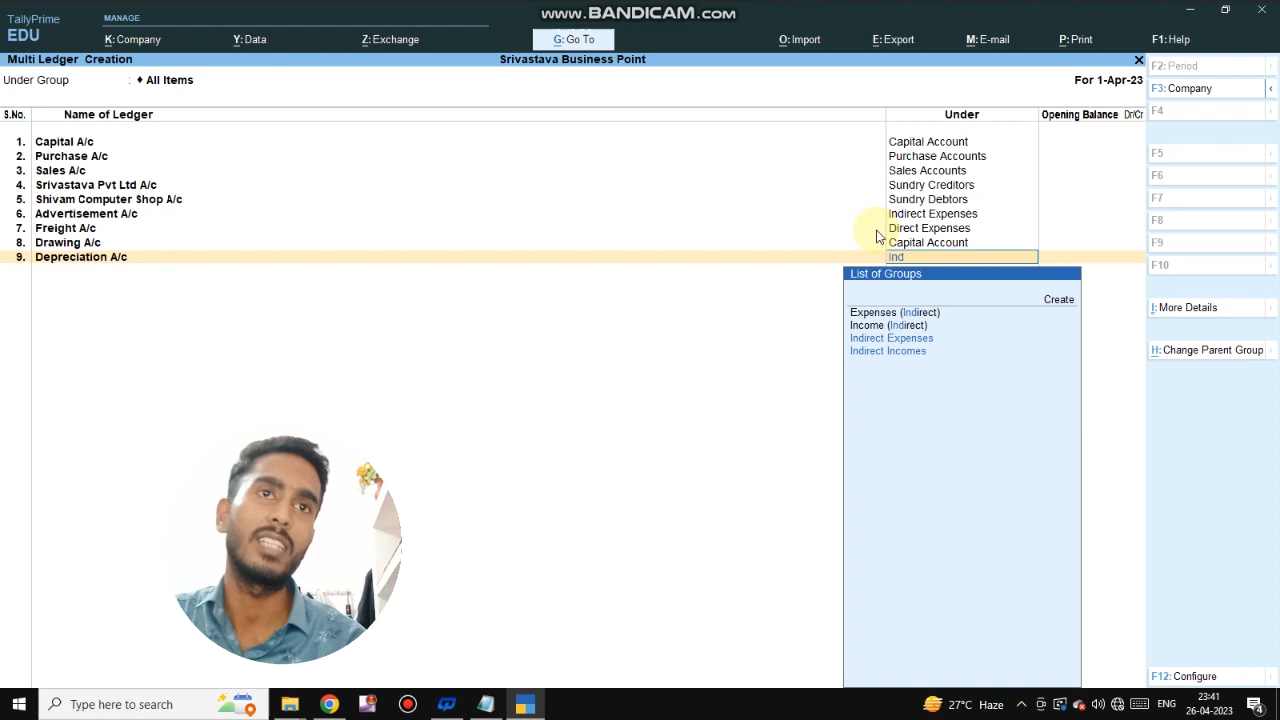 www.BANDICAM.com
TallyPrime
EDU
MANAGE
K: Company
Y: Data
Z: Exchange
G: Go To
O: Import
E: Export
M: E-mail
P: Print
F1: Help
Multi Ledger Creation
Srivastava Business Point
Under Group : ♦ All Items
For 1-Apr-23
S.No. Name of Ledger Under Opening Balance Dr/Cr
1. Capital A/c Capital Account
2. Purchase A/c Purchase Accounts
3. Sales A/c Sales Accounts
4. Srivastava Pvt Ltd A/c Sundry Creditors
5. Shivam Computer Shop A/c Sundry Debtors
6. Advertisement A/c Indirect Expenses
7. Freight A/c Direct Expenses
8. Drawing A/c Capital Account
9. Depreciation A/c ind
List of Groups
Create
Expenses (Indirect)
Income (Indirect)
Indirect Expenses
Indirect Incomes
F2: Period
F3: Company
F4
F5
F6
F7
F8
F9
F10
I: More Details
H: Change Parent Group
F12: Configure
Type here to search
27°C Haze
ENG
23:41
26-04-2023
4